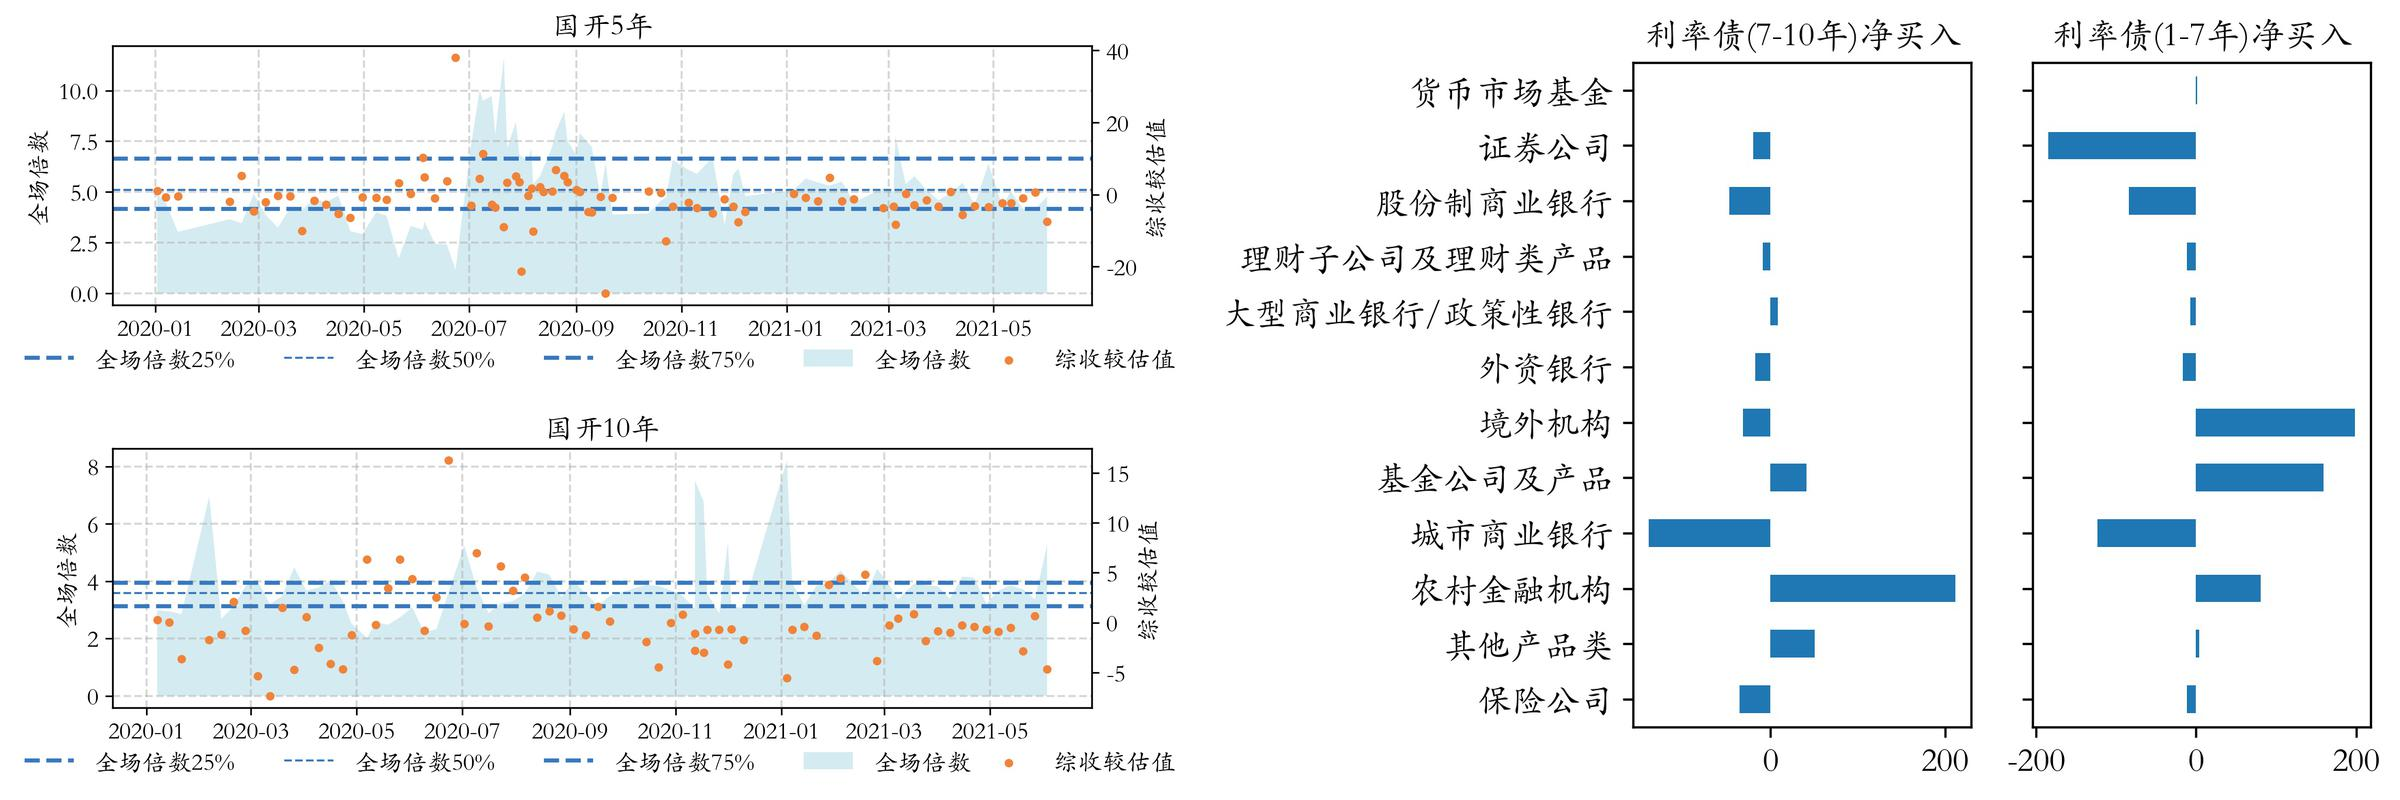 国开5年
全场倍数
10.0
7.5
5.0
2.5
0.0
40
20
0
-20
综收较估值
2020-01 2020-03 2020-05 2020-07 2020-09 2020-11 2021-01 2021-03 2021-05
全场倍数25% 全场倍数50% 全场倍数75% 全场倍数 综收较估值
国开10年
全场倍数
8
6
4
2
0
15
10
5
0
-5
综收较估值
2020-01 2020-03 2020-05 2020-07 2020-09 2020-11 2021-01 2021-03 2021-05
全场倍数25% 全场倍数50% 全场倍数75% 全场倍数 综收较估值
利率债(7-10年)净买入
利率债(1-7年)净买入
货币市场基金
证券公司
股份制商业银行
理财子公司及理财类产品
大型商业银行/政策性银行
外资银行
境外机构
基金公司及产品
城市商业银行
农村金融机构
其他产品类
保险公司
0 200
-200 0 200